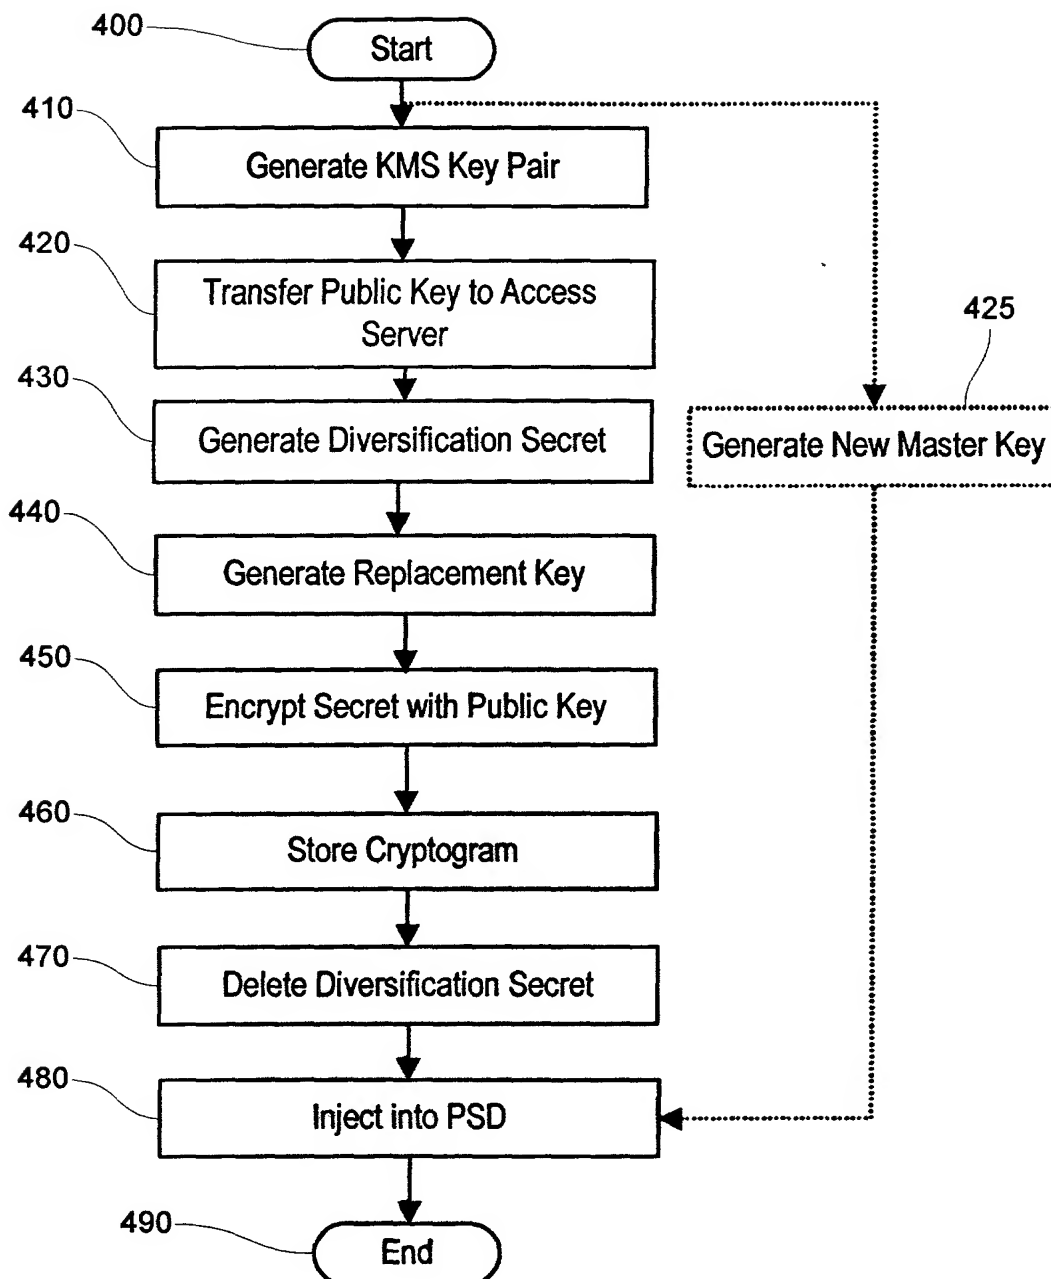 400
Start
410
Generate KMS Key Pair
420
Transfer Public Key to Access
Server
425
430
Generate Diversification Secret
Generate New Master Key
440
Generate Replacement Key
450
Encrypt Secret with Public Key
460
Store Cryptogram
470
Delete Diversification Secret
480
Inject into PSD
490
End